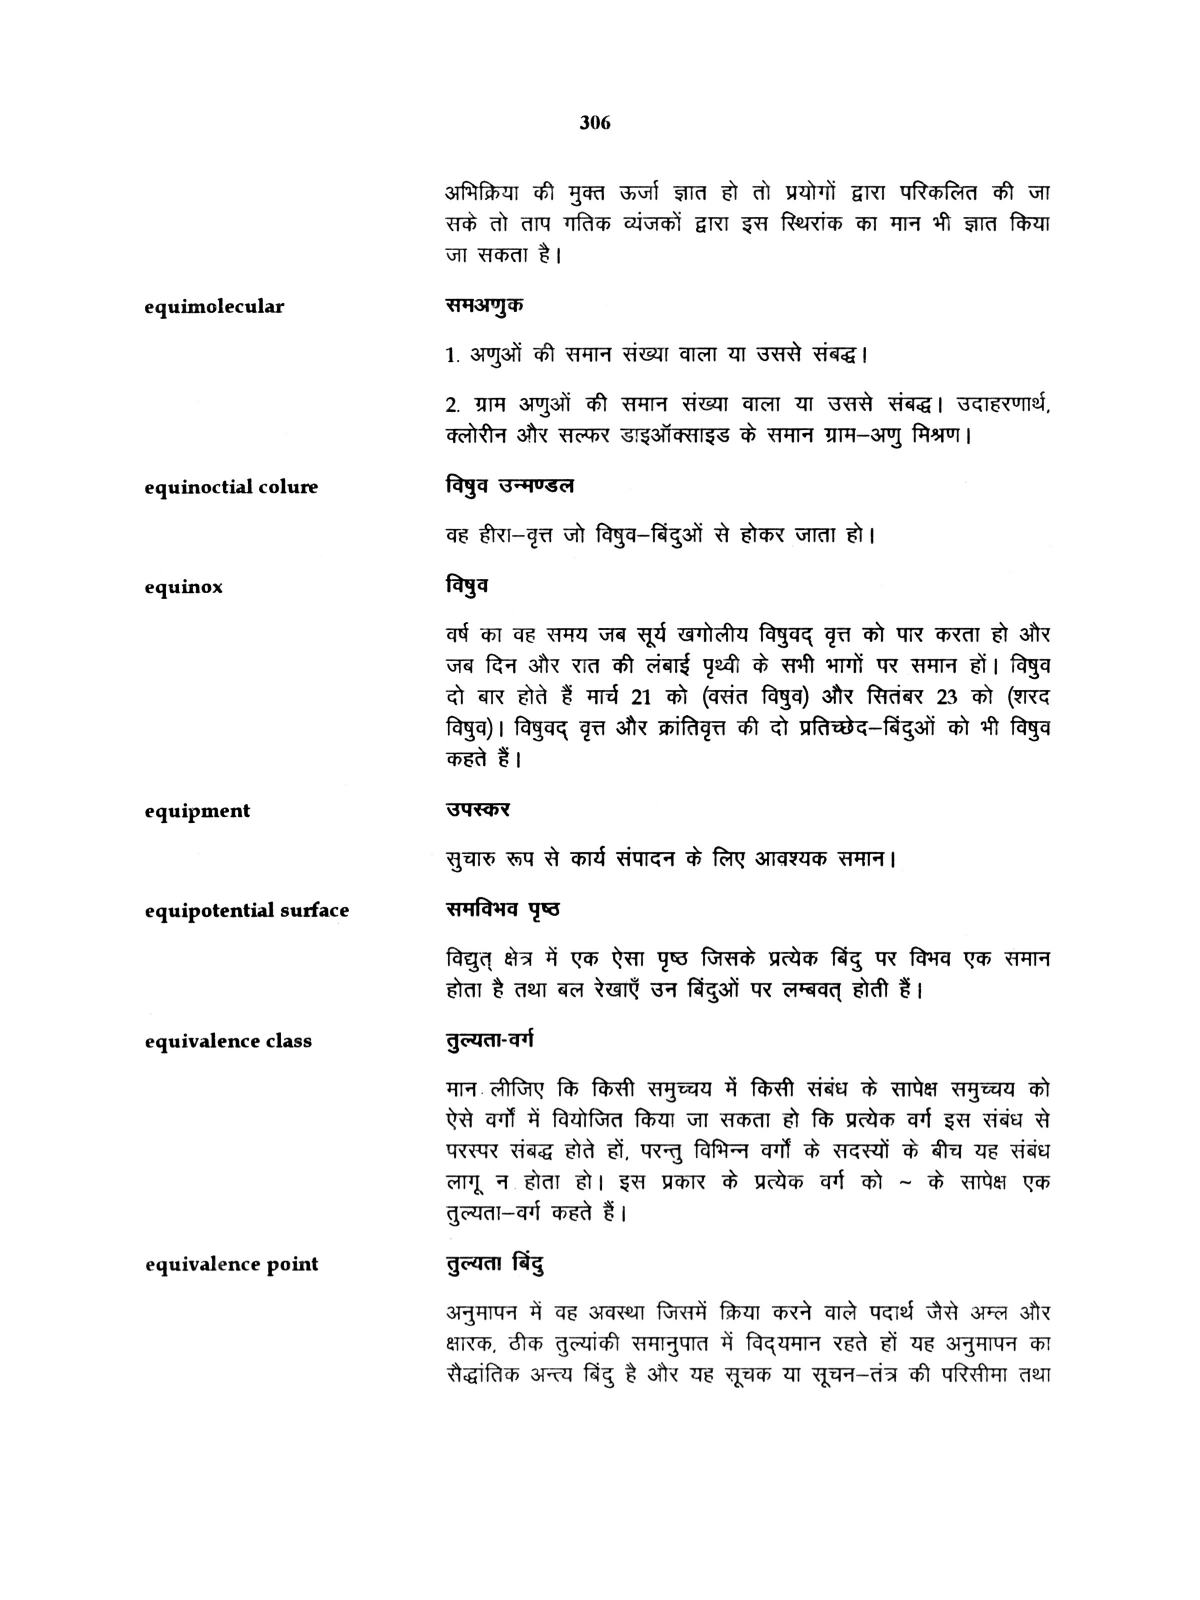 306
अभिक्रिया की मुक्त ऊर्जा ज्ञात हो तो प्रयोगों द्वारा परिकलित की जा
सके तो ताप गतिक व्यंजकों द्वारा इस स्थिरांक का मान भी ज्ञात किया
जा सकता है।
equimolecular समअणुक
1. अणुओं की समान संख्या वाला या उससे संबद्ध।
2. ग्राम अणुओं की समान संख्या वाला या उससे संबद्ध। उदाहरणार्थ,
क्लोरीन और सल्फर डाइऑक्साइड के समान ग्राम–अणु मिश्रण।
equinoctial colure विषुव उन्मण्डल
वह हीरा–वृत्त जो विषुव–बिंदुओं से होकर जाता हो।
equinox विषुव
वर्ष का वह समय जब सूर्य खगोलीय विषुवद् वृत्त को पार करता हो और
जब दिन और रात की लंबाई पृथ्वी के सभी भागों पर समान हों। विषुव
दो बार होते हैं मार्च 21 को (वसंत विषुव) और सितंबर 23 को (शरद
विषुव)। विषुवद् वृत्त और क्रांतिवृत्त की दो प्रतिच्छेद–बिंदुओं को भी विषुव
कहते हैं।
equipment उपस्कर
सुचारु रूप से कार्य संपादन के लिए आवश्यक समान।
equipotential surface समविभव पृष्ठ
विद्युत् क्षेत्र में एक ऐसा पृष्ठ जिसके प्रत्येक बिंदु पर विभव एक समान
होता है तथा बल रेखाएँ उन बिंदुओं पर लम्बवत् होती हैं।
equivalence class तुल्यता-वर्ग
मान लीजिए कि किसी समुच्चय में किसी संबंध के सापेक्ष समुच्चय को
ऐसे वर्गों में वियोजित किया जा सकता हो कि प्रत्येक वर्ग इस संबंध से
परस्पर संबद्ध होते हों, परन्तु विभिन्न वर्गों के सदस्यों के बीच यह संबंध
लागू न होता हो। इस प्रकार के प्रत्येक वर्ग को ~ के सापेक्ष एक
तुल्यता–वर्ग कहते हैं।
equivalence point तुल्यता बिंदु
अनुमापन में वह अवस्था जिसमें क्रिया करने वाले पदार्थ जैसे अम्ल और
क्षारक, ठीक तुल्यांकी समानुपात में विद्यमान रहते हों यह अनुमापन का
सैद्धांतिक अन्त्य बिंदु है और यह सूचक या सूचन–तंत्र की परिसीमा तथा